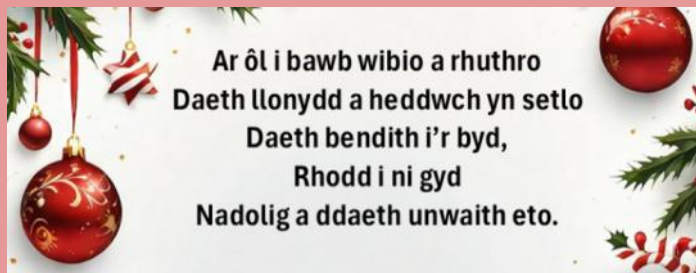 Ar ôl i bawb wibio a rhuthro
Daeth llonydd a heddwch yn setlo
Daeth bendith i'r byd,
Rhodd i ni gyd
Nadolig a ddaeth unwaith eto.